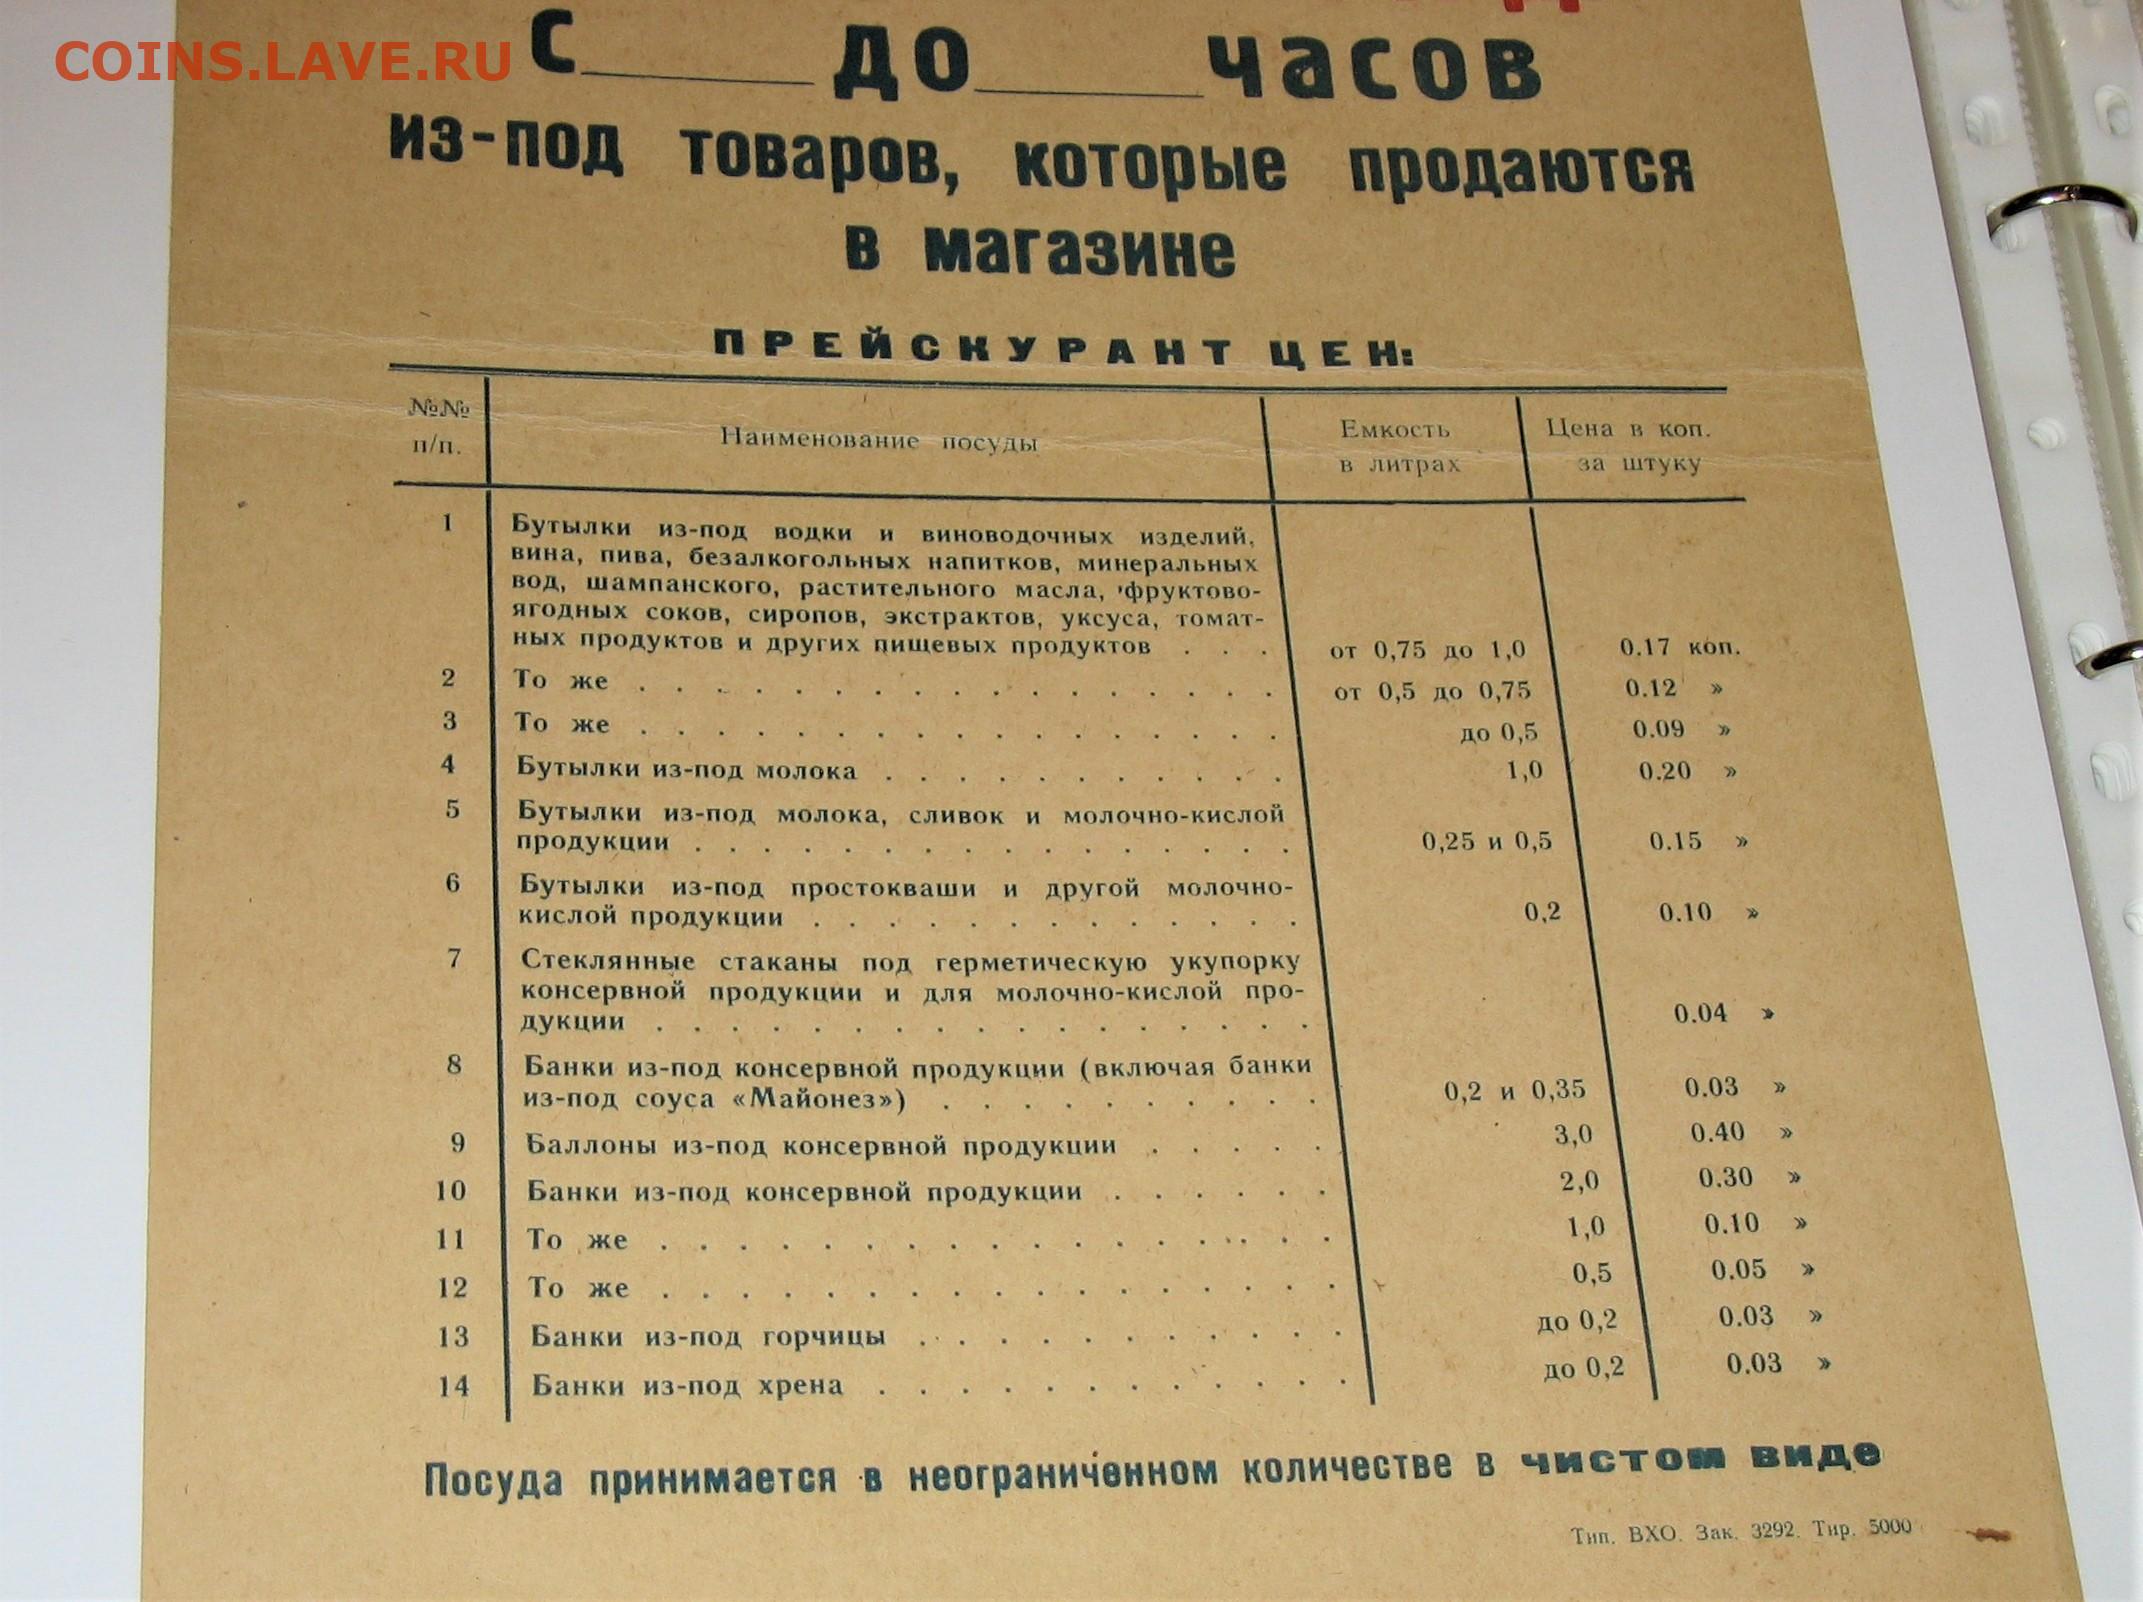 COINS.LAVE.RU
С до часов
из-под товаров, которые продаются
в магазине
ПРЕЙСКУРАНТ ЦЕН:
№№ п/п. Наименование посуды Емкость в литрах Цена в коп. за штуку
1 Бутылки из-под водки и виноводочных изделий,
вина, пива, безалкогольных напитков, минеральных
вод, шампанского, растительного масла, фруктово-
ягодных соков, сиропов, экстрактов, уксуса, томат-
ных продуктов и других пищевых продуктов . . . от 0,75 до 1,0 0.17 коп.
2 То же . . . . . . . . . . . . . . . . . от 0,5 до 0,75 0.12 »
3 То же . . . . . . . . . . . . . . . . . до 0,5 0.09 »
4 Бутылки из-под молока . . . . . . . . . . . 1,0 0.20 »
5 Бутылки из-под молока, сливок и молочно-кислой
продукции . . . . . . . . . . . . . . . . 0,25 и 0,5 0.15 »
6 Бутылки из-под простокваши и другой молочно-
кислой продукции . . . . . . . . . . . . . 0,2 0.10 »
7 Стеклянные стаканы под герметическую укупорку
консервной продукции и для молочно-кислой про-
дукции . . . . . . . . . . . . . . . . . 0.04 »
8 Банки из-под консервной продукции (включая банки
из-под соуса «Майонез») . . . . . . . . . . 0,2 и 0,35 0.03 »
9 Баллоны из-под консервной продукции . . . . . 3,0 0.40 »
10 Банки из-под консервной продукции . . . . . . 2,0 0.30 »
11 То же . . . . . . . . . . . . . . . . . 1,0 0.10 »
12 То же . . . . . . . . . . . . . . . . . 0,5 0.05 »
13 Банки из-под горчицы . . . . . . . . . . . до 0,2 0.03 »
14 Банки из-под хрена . . . . . . . . . . . . до 0,2 0.03 »
Посуда принимается в неограниченном количестве в чистом виде
Тип. ВХО. Зак. 3292. Тир. 5000